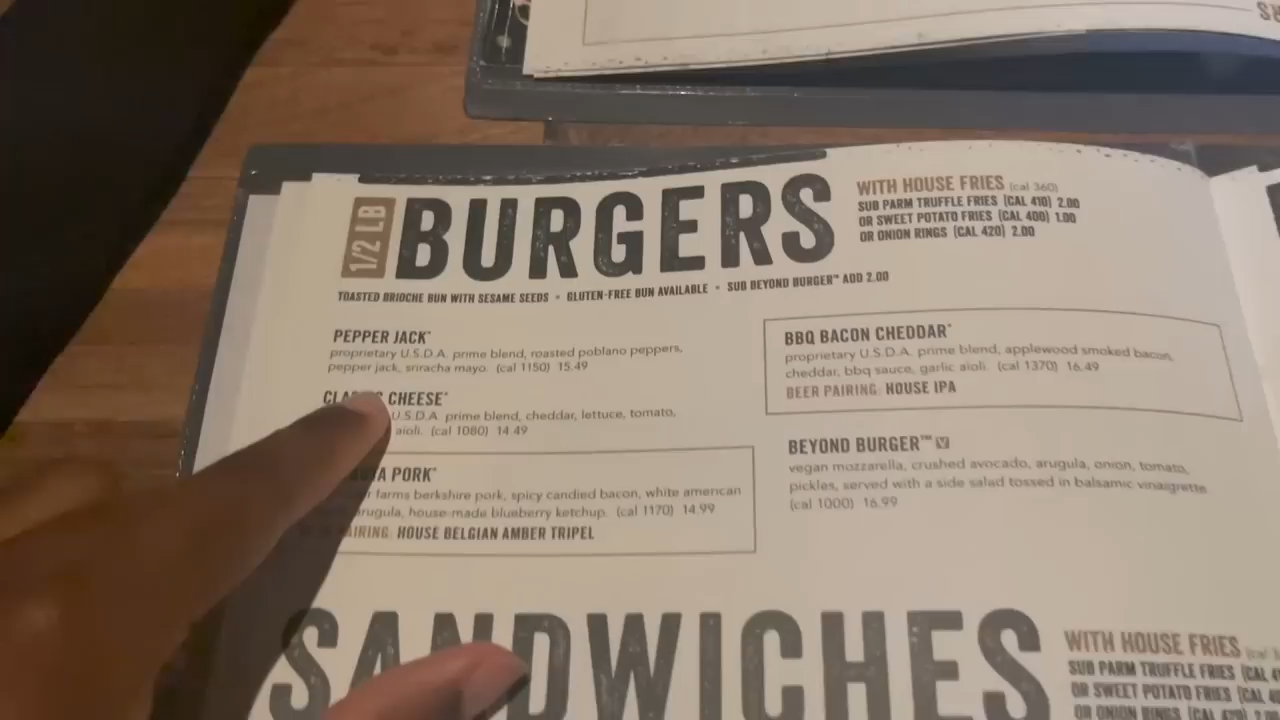 1/2 LB
BURGERS
WITH HOUSE FRIES (cal 360)
SUB PARM TRUFFLE FRIES (CAL 410) 2.00
OR SWEET POTATO FRIES (CAL 400) 1.00
OR ONION RINGS (CAL 420) 2.00
TOASTED BRIOCHE BUN WITH SESAME SEEDS • GLUTEN-FREE BUN AVAILABLE • SUB BEYOND BURGER™ ADD 2.00
PEPPER JACK*
proprietary U.S.D.A. prime blend, roasted poblano peppers,
pepper jack, sriracha mayo. (cal 1150) 15.49
CHEESE*
U.S.D.A. prime blend, cheddar, lettuce, tomato,
aioli. (cal 1080) 14.49
PORK*
farms berkshire pork, spicy candied bacon, white american
arugula, house-made blueberry ketchup. (cal 1170) 14.99
HOUSE BELGIAN AMBER TRIPEL
BBQ BACON CHEDDAR*
proprietary U.S.D.A. prime blend, applewood smoked bacon,
cheddar, bbq sauce, garlic aioli. (cal 1370) 16.49
BEER PAIRING: HOUSE IPA
BEYOND BURGER™ V
vegan mozzarella, crushed avocado, arugula, onion, tomato,
pickles, served with a side salad tossed in balsamic vinaigrette.
(cal 1000) 16.99
SANDWICHES
WITH HOUSE FRIES
SUB PARM TRUFFLE FRIES
OR SWEET POTATO FRIES
OR ONION RINGS